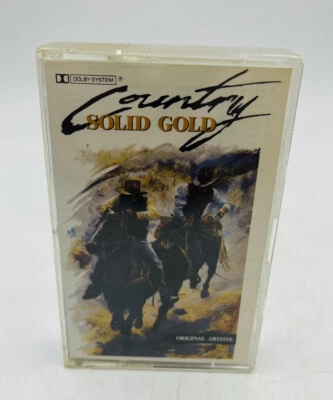 DOLBY SYSTEM ®
Country
SOLID GOLD
ORIGINAL ARTISTS